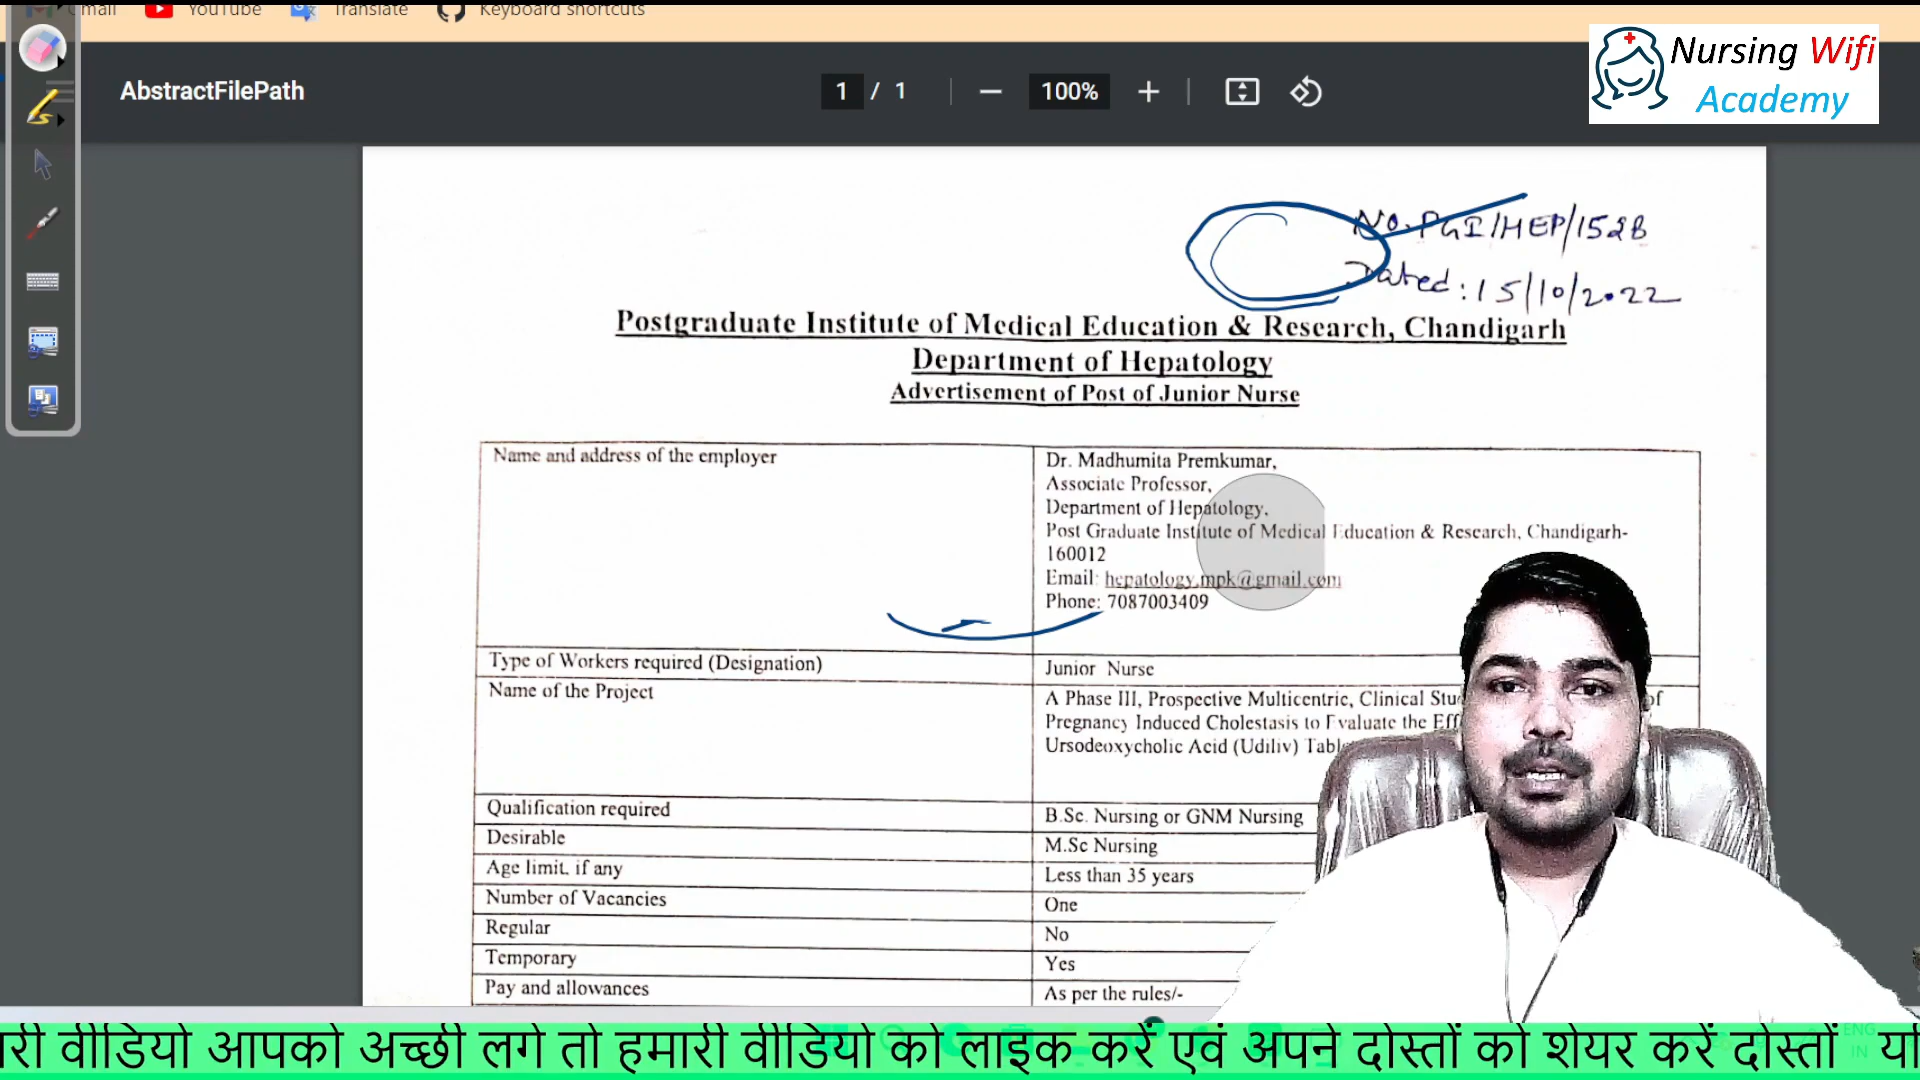 Gmail YouTube Translate Keyboard shortcuts
Nursing Wifi
Academy
AbstractFilePath 1 / 1 100%
No. PGI/HEP/1528
Dated: 15/10/2022
Postgraduate Institute of Medical Education & Research, Chandigarh
Department of Hepatology
Advertisement of Post of Junior Nurse
Name and address of the employer
Dr. Madhumita Premkumar,
Associate Professor,
Department of Hepatology,
Post Graduate Institute of Medical Education & Research, Chandigarh-
160012
Email: hepatology.mpk@gmail.com
Phone: 7087003409
Type of Workers required (Designation) Junior Nurse
Name of the Project
A Phase III, Prospective Multicentric, Clinical of
Pregnancy Induced Cholestasis to Evaluate the
Ursodeoxycholic Acid (Udiliv)
Qualification required B.Sc. Nursing or GNM Nursing
Desirable M.Sc Nursing
Age limit, if any Less than 35 years
Number of Vacancies One
Regular No
Temporary Yes
Pay and allowances As per the rules/-
वीडियो आपको अच्छी लगे तो हमारी वीडियो को लाइक करें एवं अपने दोस्तों को शेयर करें दोस्तों
ENG
IN